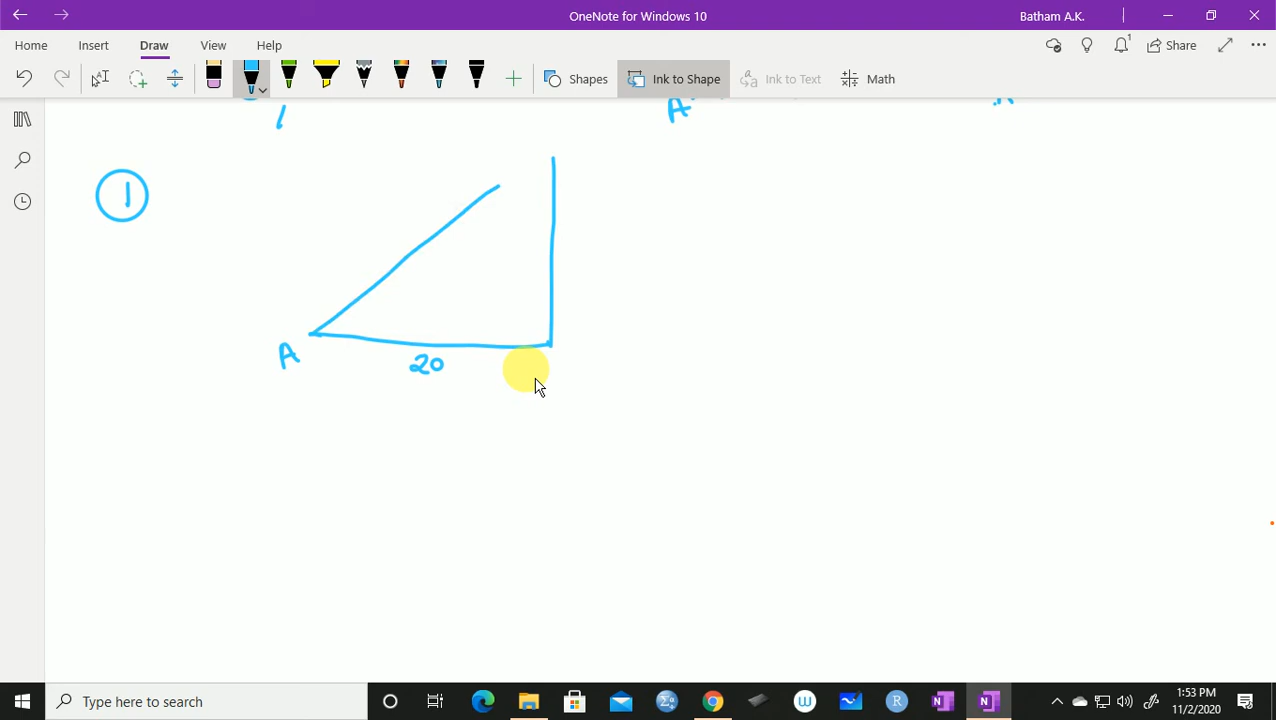 OneNote for Windows 10
Batham A.K.
Home Insert Draw View Help
1
Share
Shapes
Ink to Shape
Ink to Text
Math
A
1
A
20
Type here to search
1:53 PM
11/2/2020